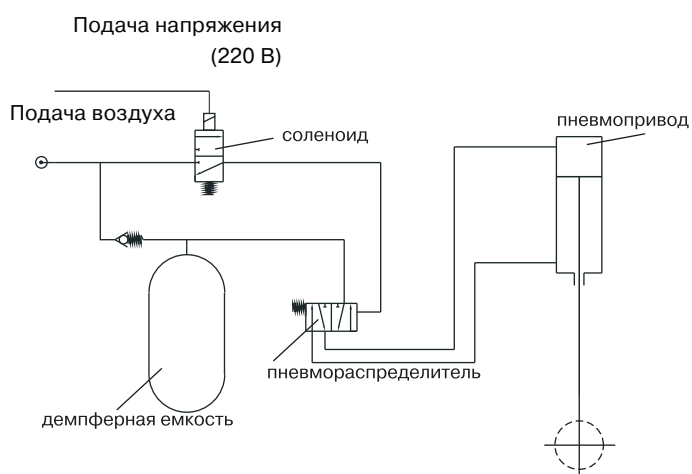 Подача напряжения
(220 В)
Подача воздуха
соленоид
пневмопривод
пневмораспределитель
демпферная емкость